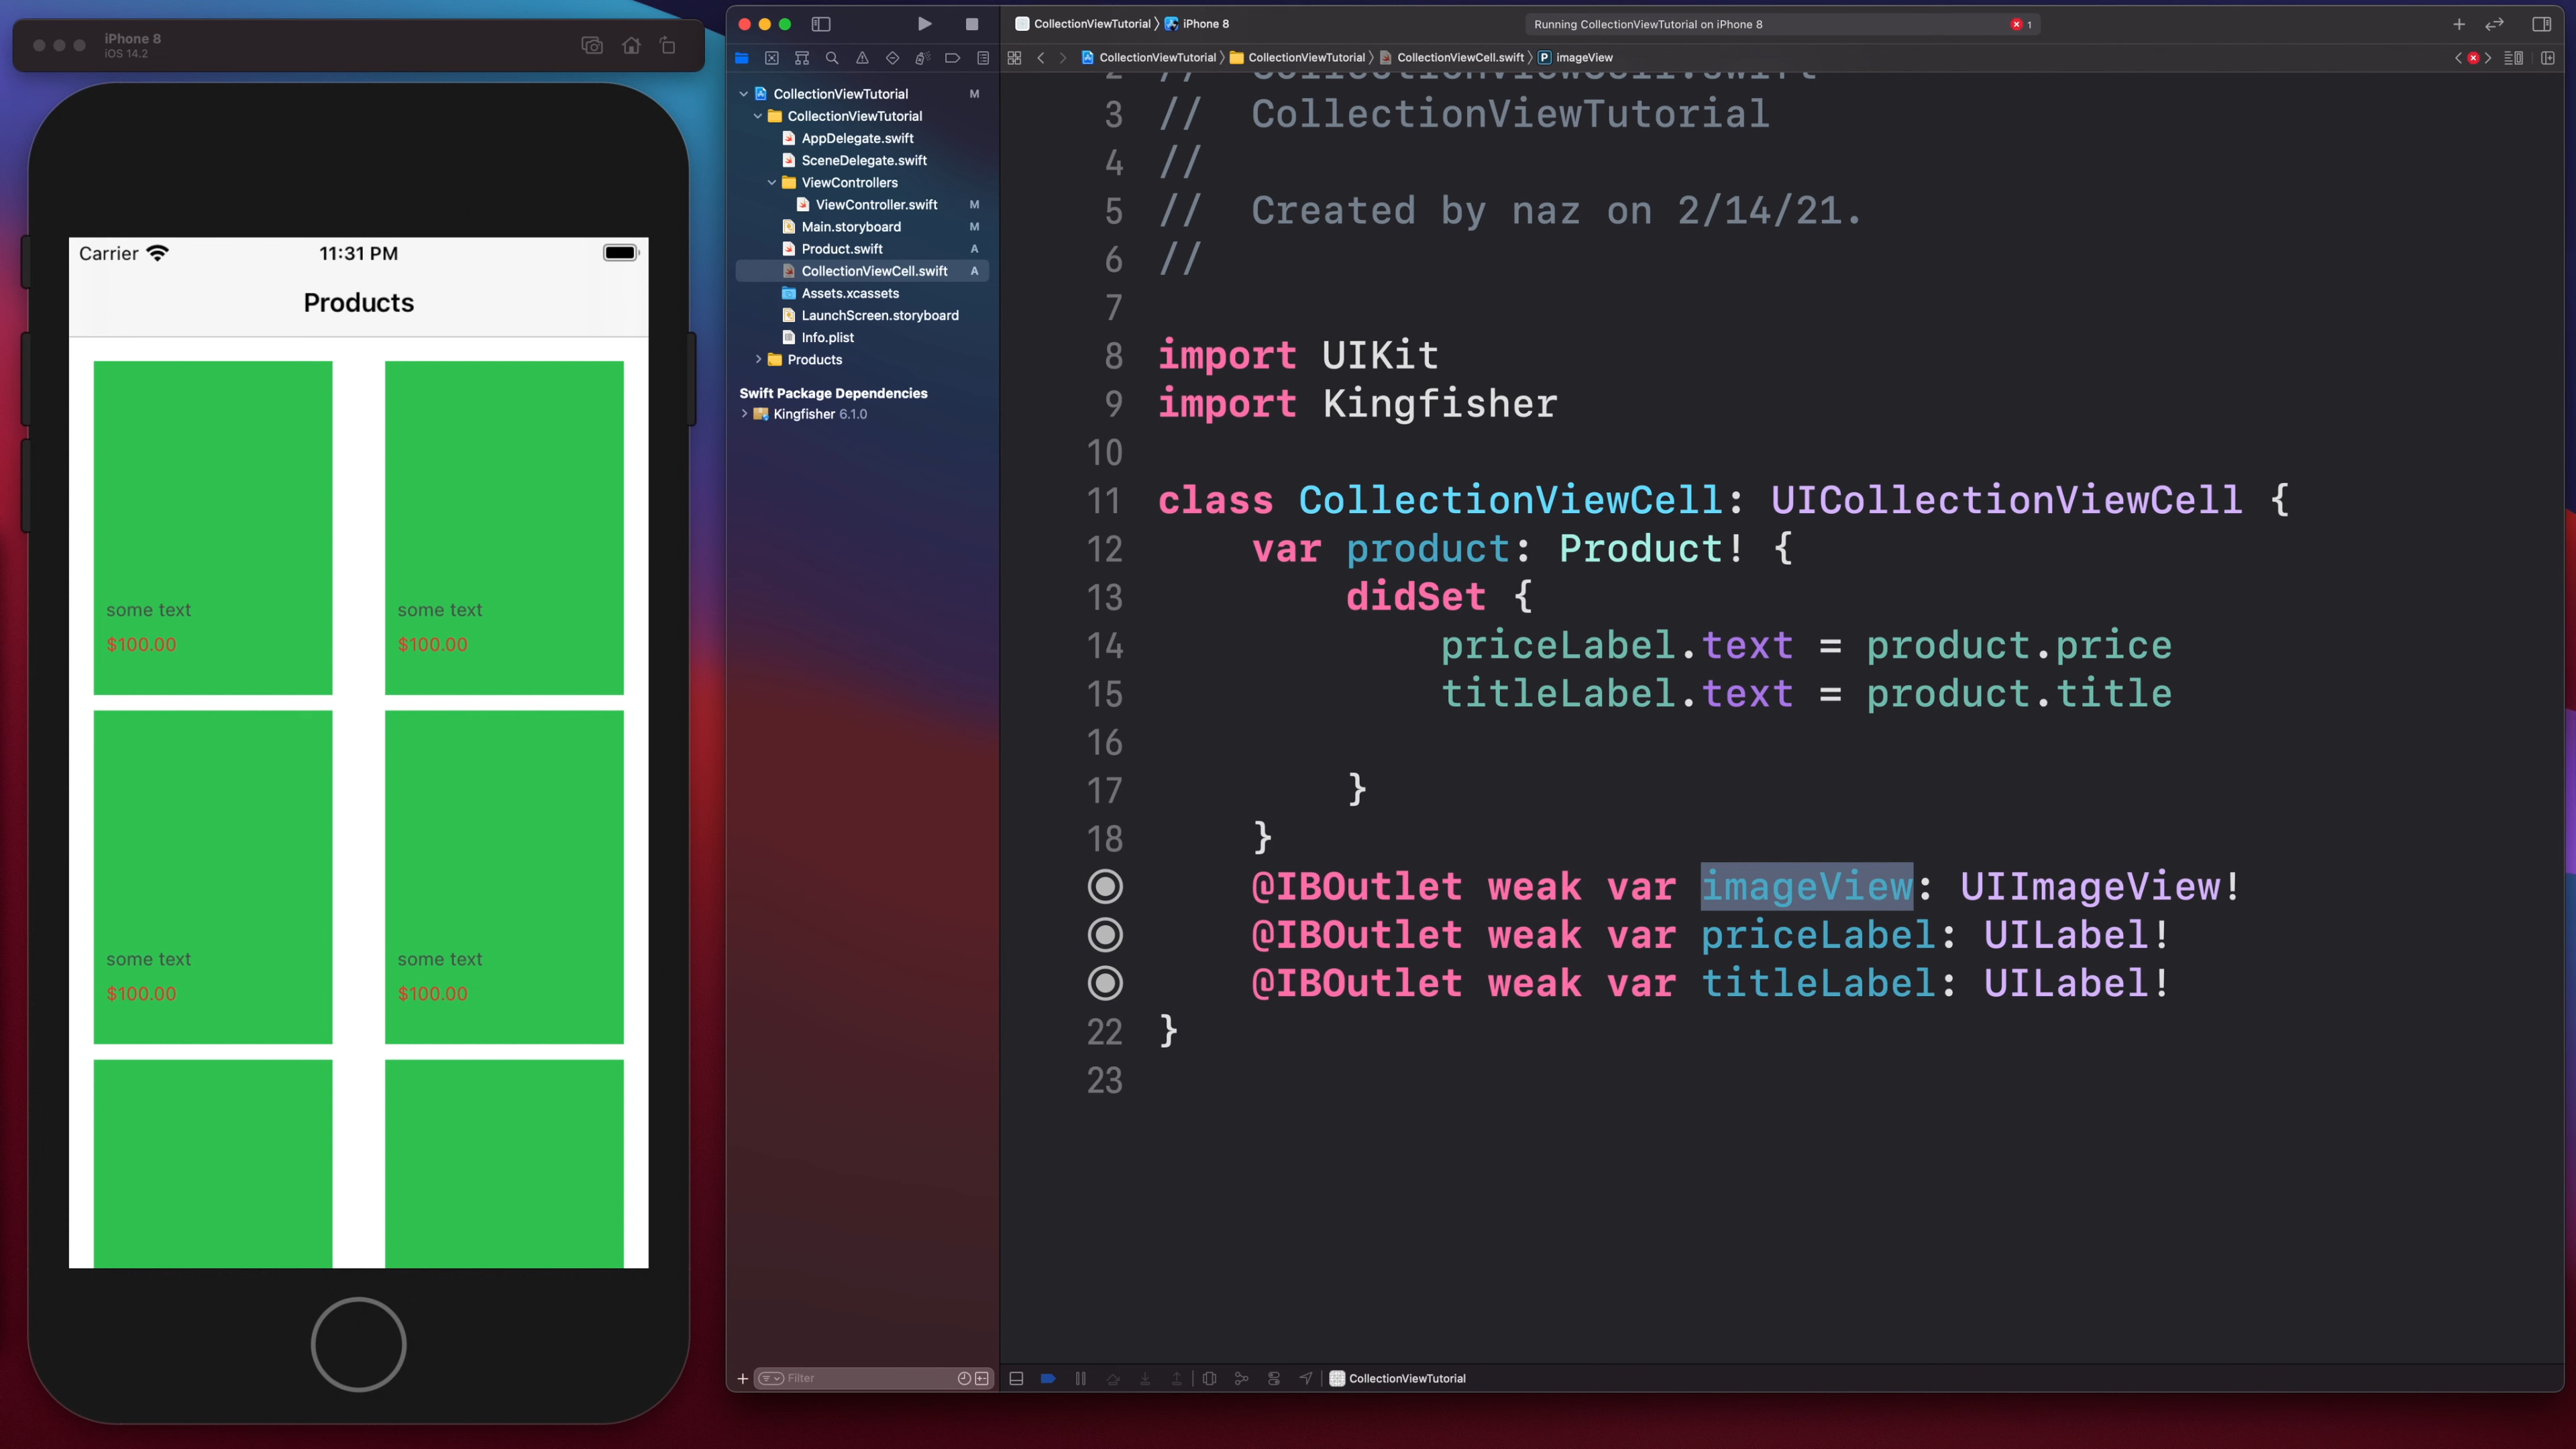 iPhone 8
iOS 14.2
Carrier
11:31 PM
Products
some text
$100.00
some text
$100.00
some text
$100.00
some text
$100.00
CollectionViewTutorial
iPhone 8
Running CollectionViewTutorial on iPhone 8
1
CollectionViewTutorial
CollectionViewTutorial
CollectionViewCell.swift
P
imageView
CollectionViewTutorial M
CollectionViewTutorial
AppDelegate.swift
SceneDelegate.swift
ViewControllers
ViewController.swift M
Main.storyboard M
Product.swift A
CollectionViewCell.swift A
Assets.xcassets
LaunchScreen.storyboard
Info.plist
Products
Swift Package Dependencies
Kingfisher 6.1.0
Filter
2 // CollectionViewCell.swift
3 // CollectionViewTutorial
4 //
5 // Created by naz on 2/14/21.
6 //
7
8 import UIKit
9 import Kingfisher
10
11 class CollectionViewCell: UICollectionViewCell {
12 var product: Product! {
13 didSet {
14 priceLabel.text = product.price
15 titleLabel.text = product.title
16
17 }
18 }
@IBOutlet weak var imageView: UIImageView!
@IBOutlet weak var priceLabel: UILabel!
@IBOutlet weak var titleLabel: UILabel!
22 }
23
CollectionViewTutorial